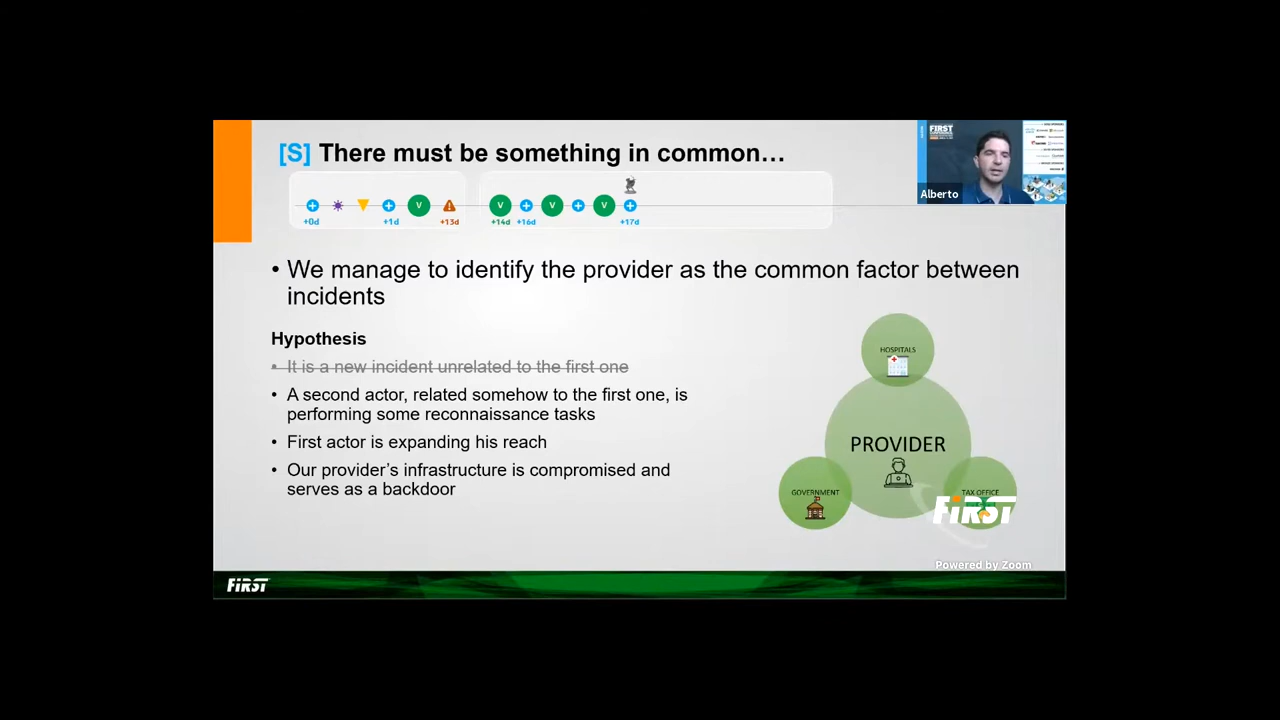 [S] There must be something in common…
FIRST
Alberto
V
V
V
V
+0d
+1d
+13d
+14d
+16d
+17d
• We manage to identify the provider as the common factor between
incidents
Hypothesis
• It is a new incident unrelated to the first one
• A second actor, related somehow to the first one, is
performing some reconnaissance tasks
• First actor is expanding his reach
• Our provider's infrastructure is compromised and
serves as a backdoor
HOSPITALS
PROVIDER
GOVERNMENT
TAX OFFICE
FIRST
Powered by Zoom
FIRST